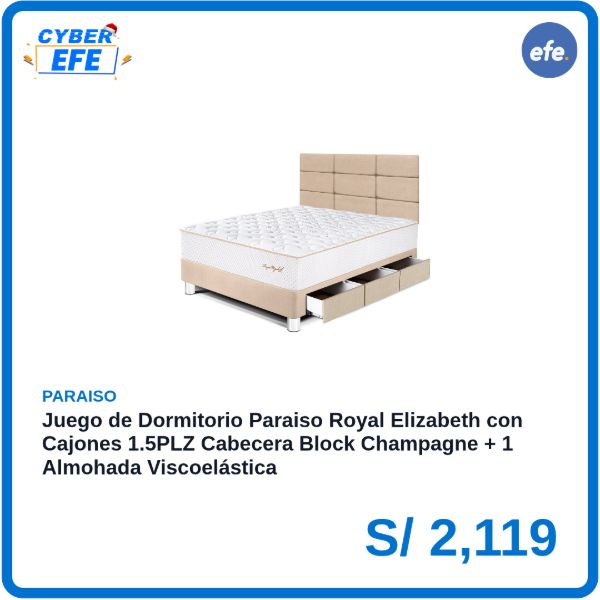 CYBER
EFE
efe.
PARAISO
Juego de Dormitorio Paraiso Royal Elizabeth con
Cajones 1.5PLZ Cabecera Block Champagne + 1
Almohada Viscoelástica
S/ 2,119